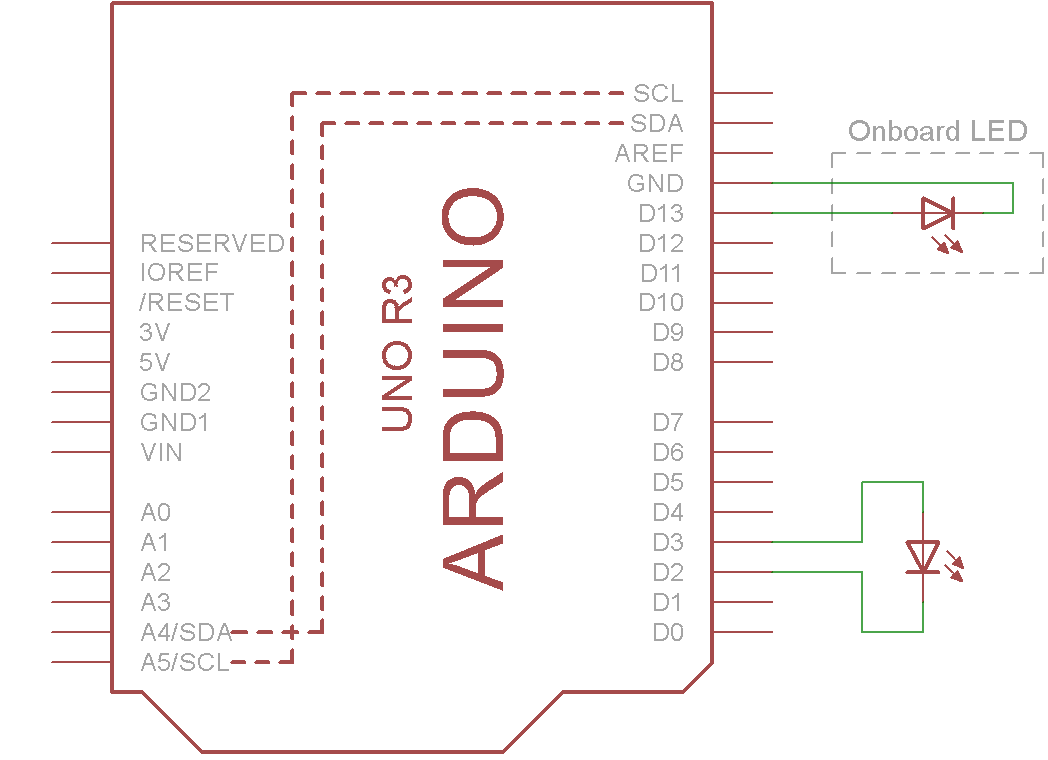 SCL
SDA
AREF
GND
D13
D12
D11
D10
D9
D8
D7
D6
D5
D4
D3
D2
D1
D0
RESERVED
IOREF
/RESET
3V
5V
GND2
GND1
VIN
A0
A1
A2
A3
A4/SDA
A5/SCL
UNO R3
ARDUINO
Onboard LED